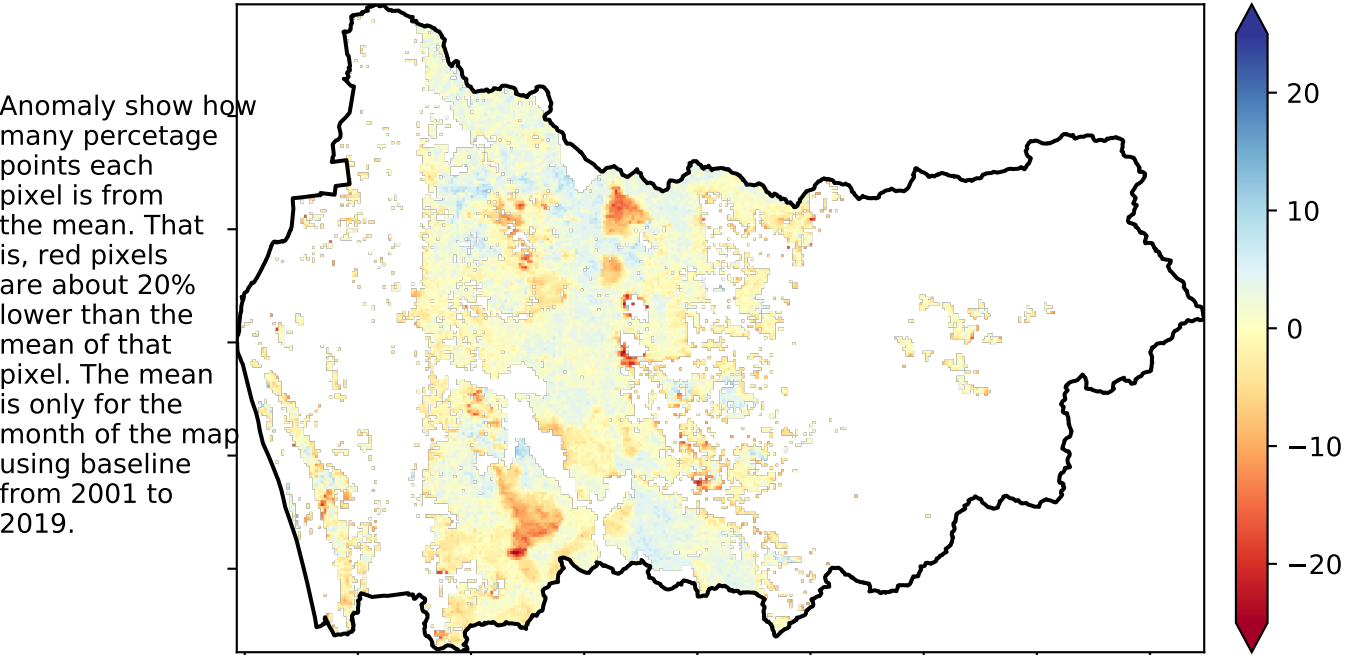 Anomaly show how
many percetage
points each
pixel is from
the mean. That
is, red pixels
are about 20%
lower than the
mean of that
pixel. The mean
is only for the
month of the map
using baseline
from 2001 to
2019.
20
10
0
−10
−20